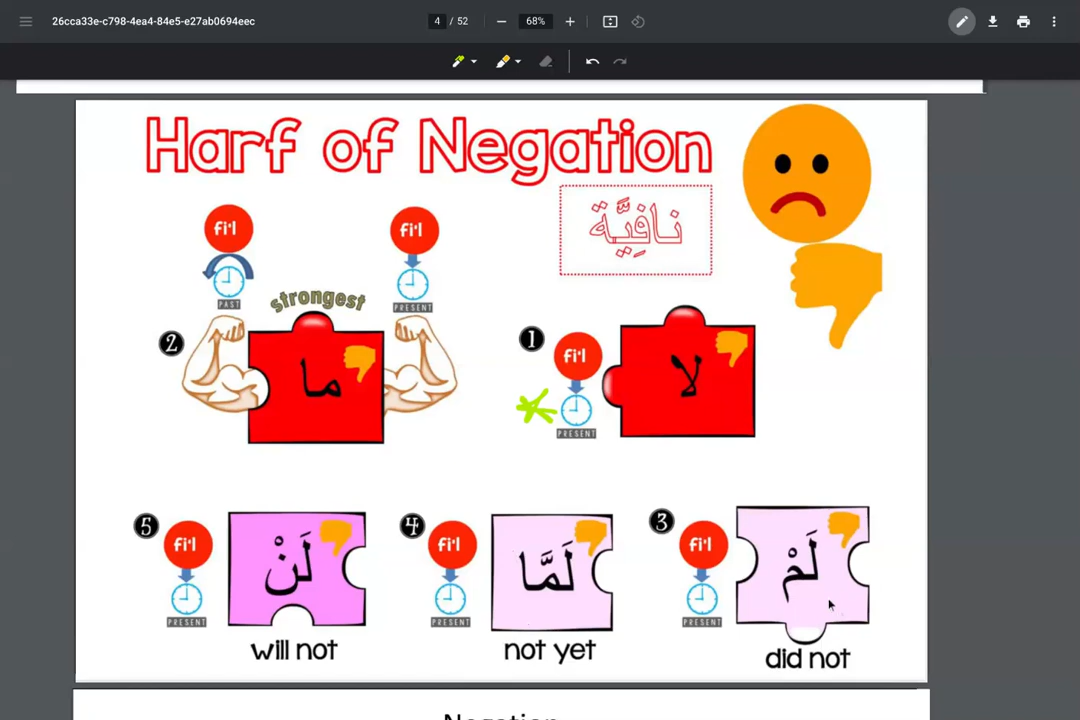 26cca33e-c798-4ea4-84e5-e27ab0694eec
4 / 52
68%
Harf of Negation
نافِيَّة
fi'l
PAST
fi'l
PRESENT
strongest
2
ما
1
fi'l
PRESENT
لا
5
fi'l
PRESENT
لَنْ
will not
4
fi'l
PRESENT
لَمَّا
not yet
3
fi'l
PRESENT
لَمْ
did not
Negation